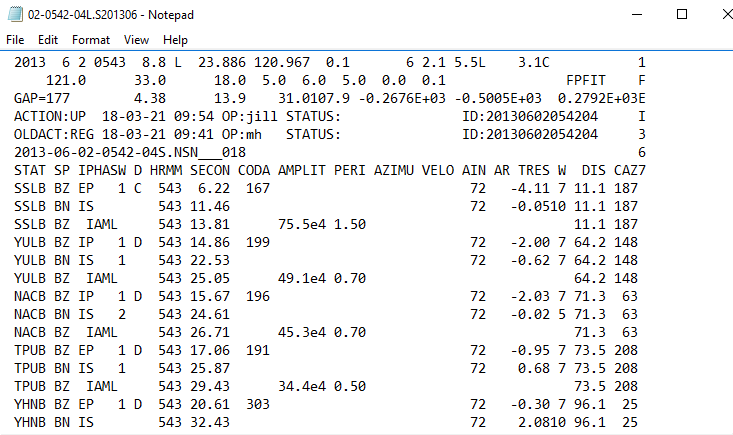 02-0542-04L.S201306 - Notepad
File Edit Format View Help
2013  6 2 0543  8.8 L  23.886 120.967  0.1       6 2.1 5.5L    3.1C           1
    121.0      33.0      18.0  5.0  6.0  5.0  0.0  0.1               FPFIT    F
GAP=177        4.38      13.9   31.0107.9 -0.2676E+03 -0.5005E+03  0.2792E+03E
ACTION:UP  18-03-21 09:54 OP:jill STATUS:               ID:20130602054204     I
OLDACT:REG 18-03-21 09:41 OP:mh   STATUS:               ID:20130602054204     3
2013-06-02-0542-04S.NSN___018                                                 6
STAT SP IPHASW D HRMM SECON CODA AMPLIT PERI AZIMU VELO AIN AR TRES W  DIS CAZ7
SSLB BZ EP   1 C  543  6.22  167                         72   -4.11 7 11.1 187
SSLB BN IS        543 11.46                              72   -0.0510 11.1 187
SSLB BZ  IAML     543 13.81      75.5e4 1.50                          11.1 187
YULB BZ IP   1 D  543 14.86  199                         72   -2.00 7 64.2 148
YULB BN IS   1    543 22.53                              72   -0.62 7 64.2 148
YULB BZ  IAML     543 25.05      49.1e4 0.70                          64.2 148
NACB BZ IP   1 D  543 15.67  196                         72   -2.03 7 71.3  63
NACB BN IS   2    543 24.61                              72   -0.02 5 71.3  63
NACB BZ  IAML     543 26.71      45.3e4 0.70                          71.3  63
TPUB BZ EP   1 D  543 17.06  191                         72   -0.95 7 73.5 208
TPUB BN IS   1    543 25.87                              72    0.68 7 73.5 208
TPUB BZ  IAML     543 29.43      34.4e4 0.50                          73.5 208
YHNB BZ EP   1 D  543 20.61  303                         72   -0.30 7 96.1  25
YHNB BN IS        543 32.43                              72    2.0810 96.1  25